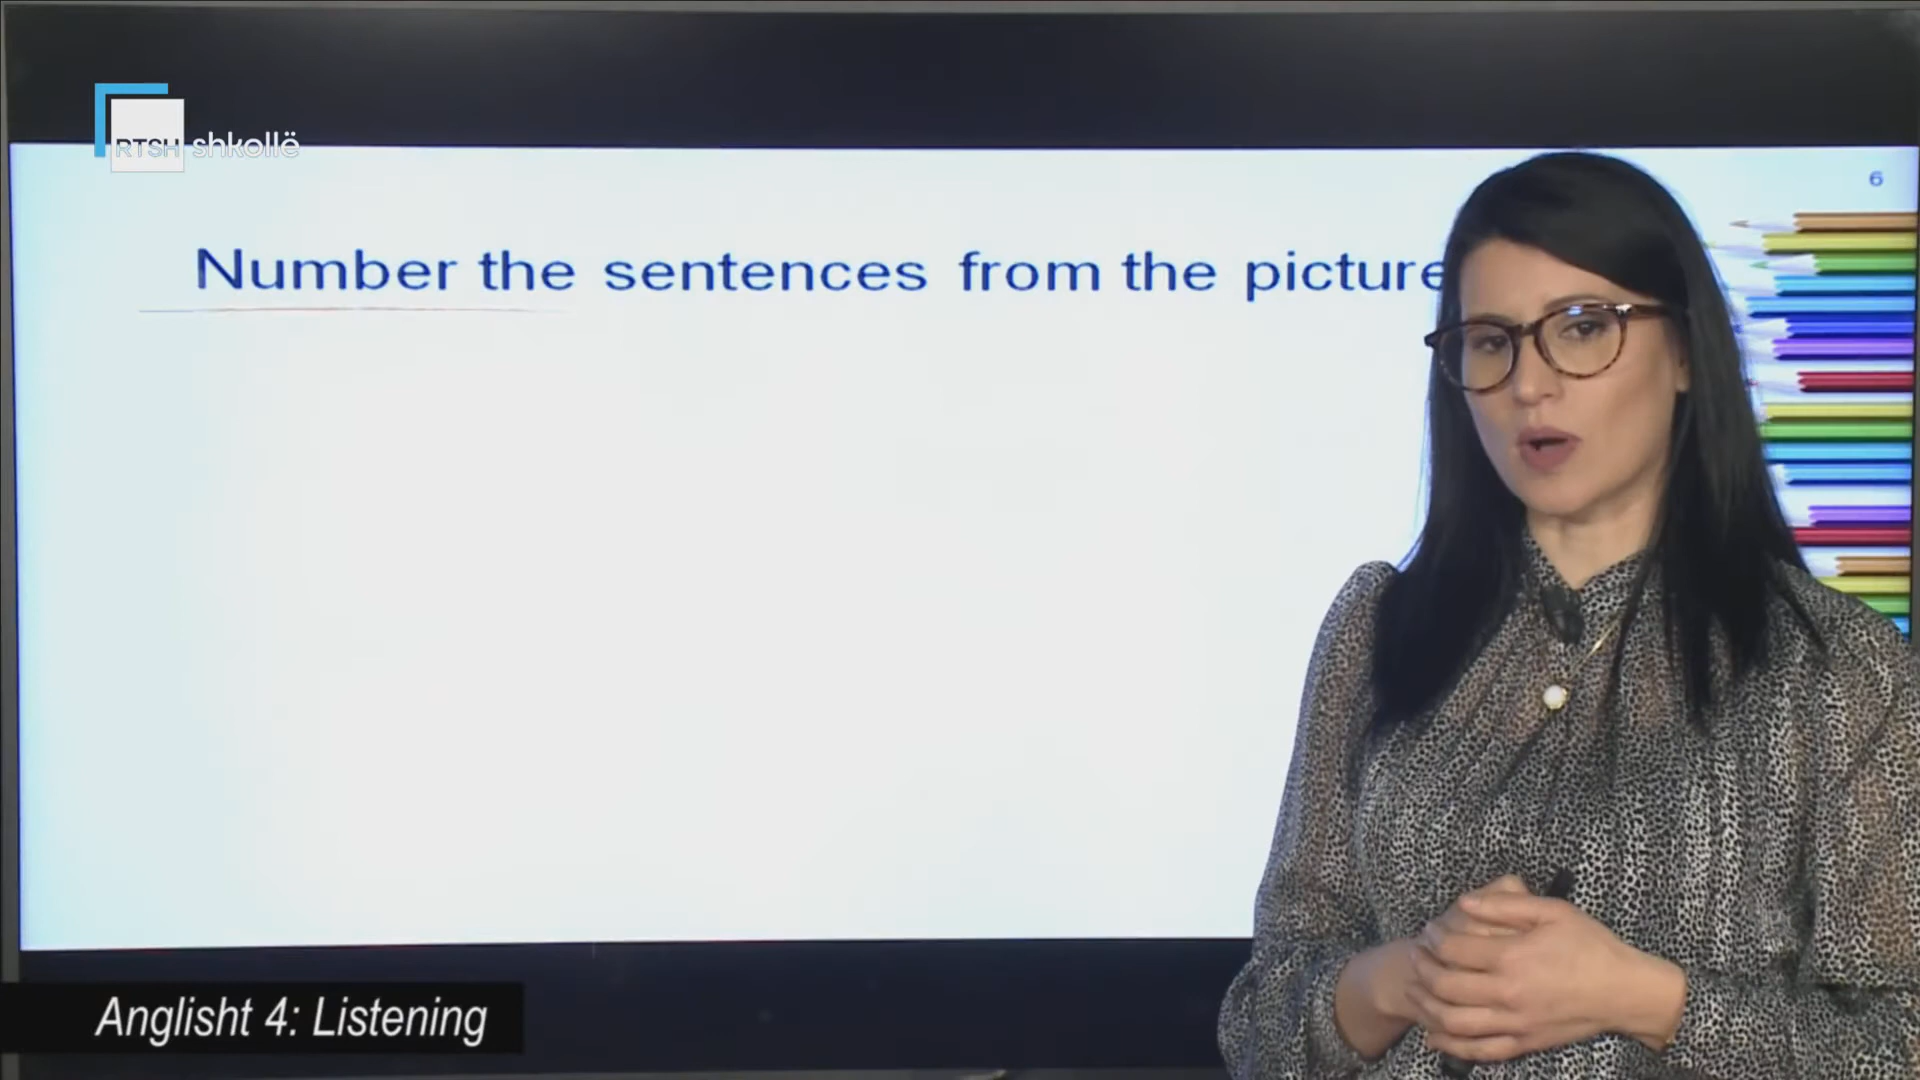 RTSH shkollë
6
Number the sentences from the picture
Anglisht 4: Listening